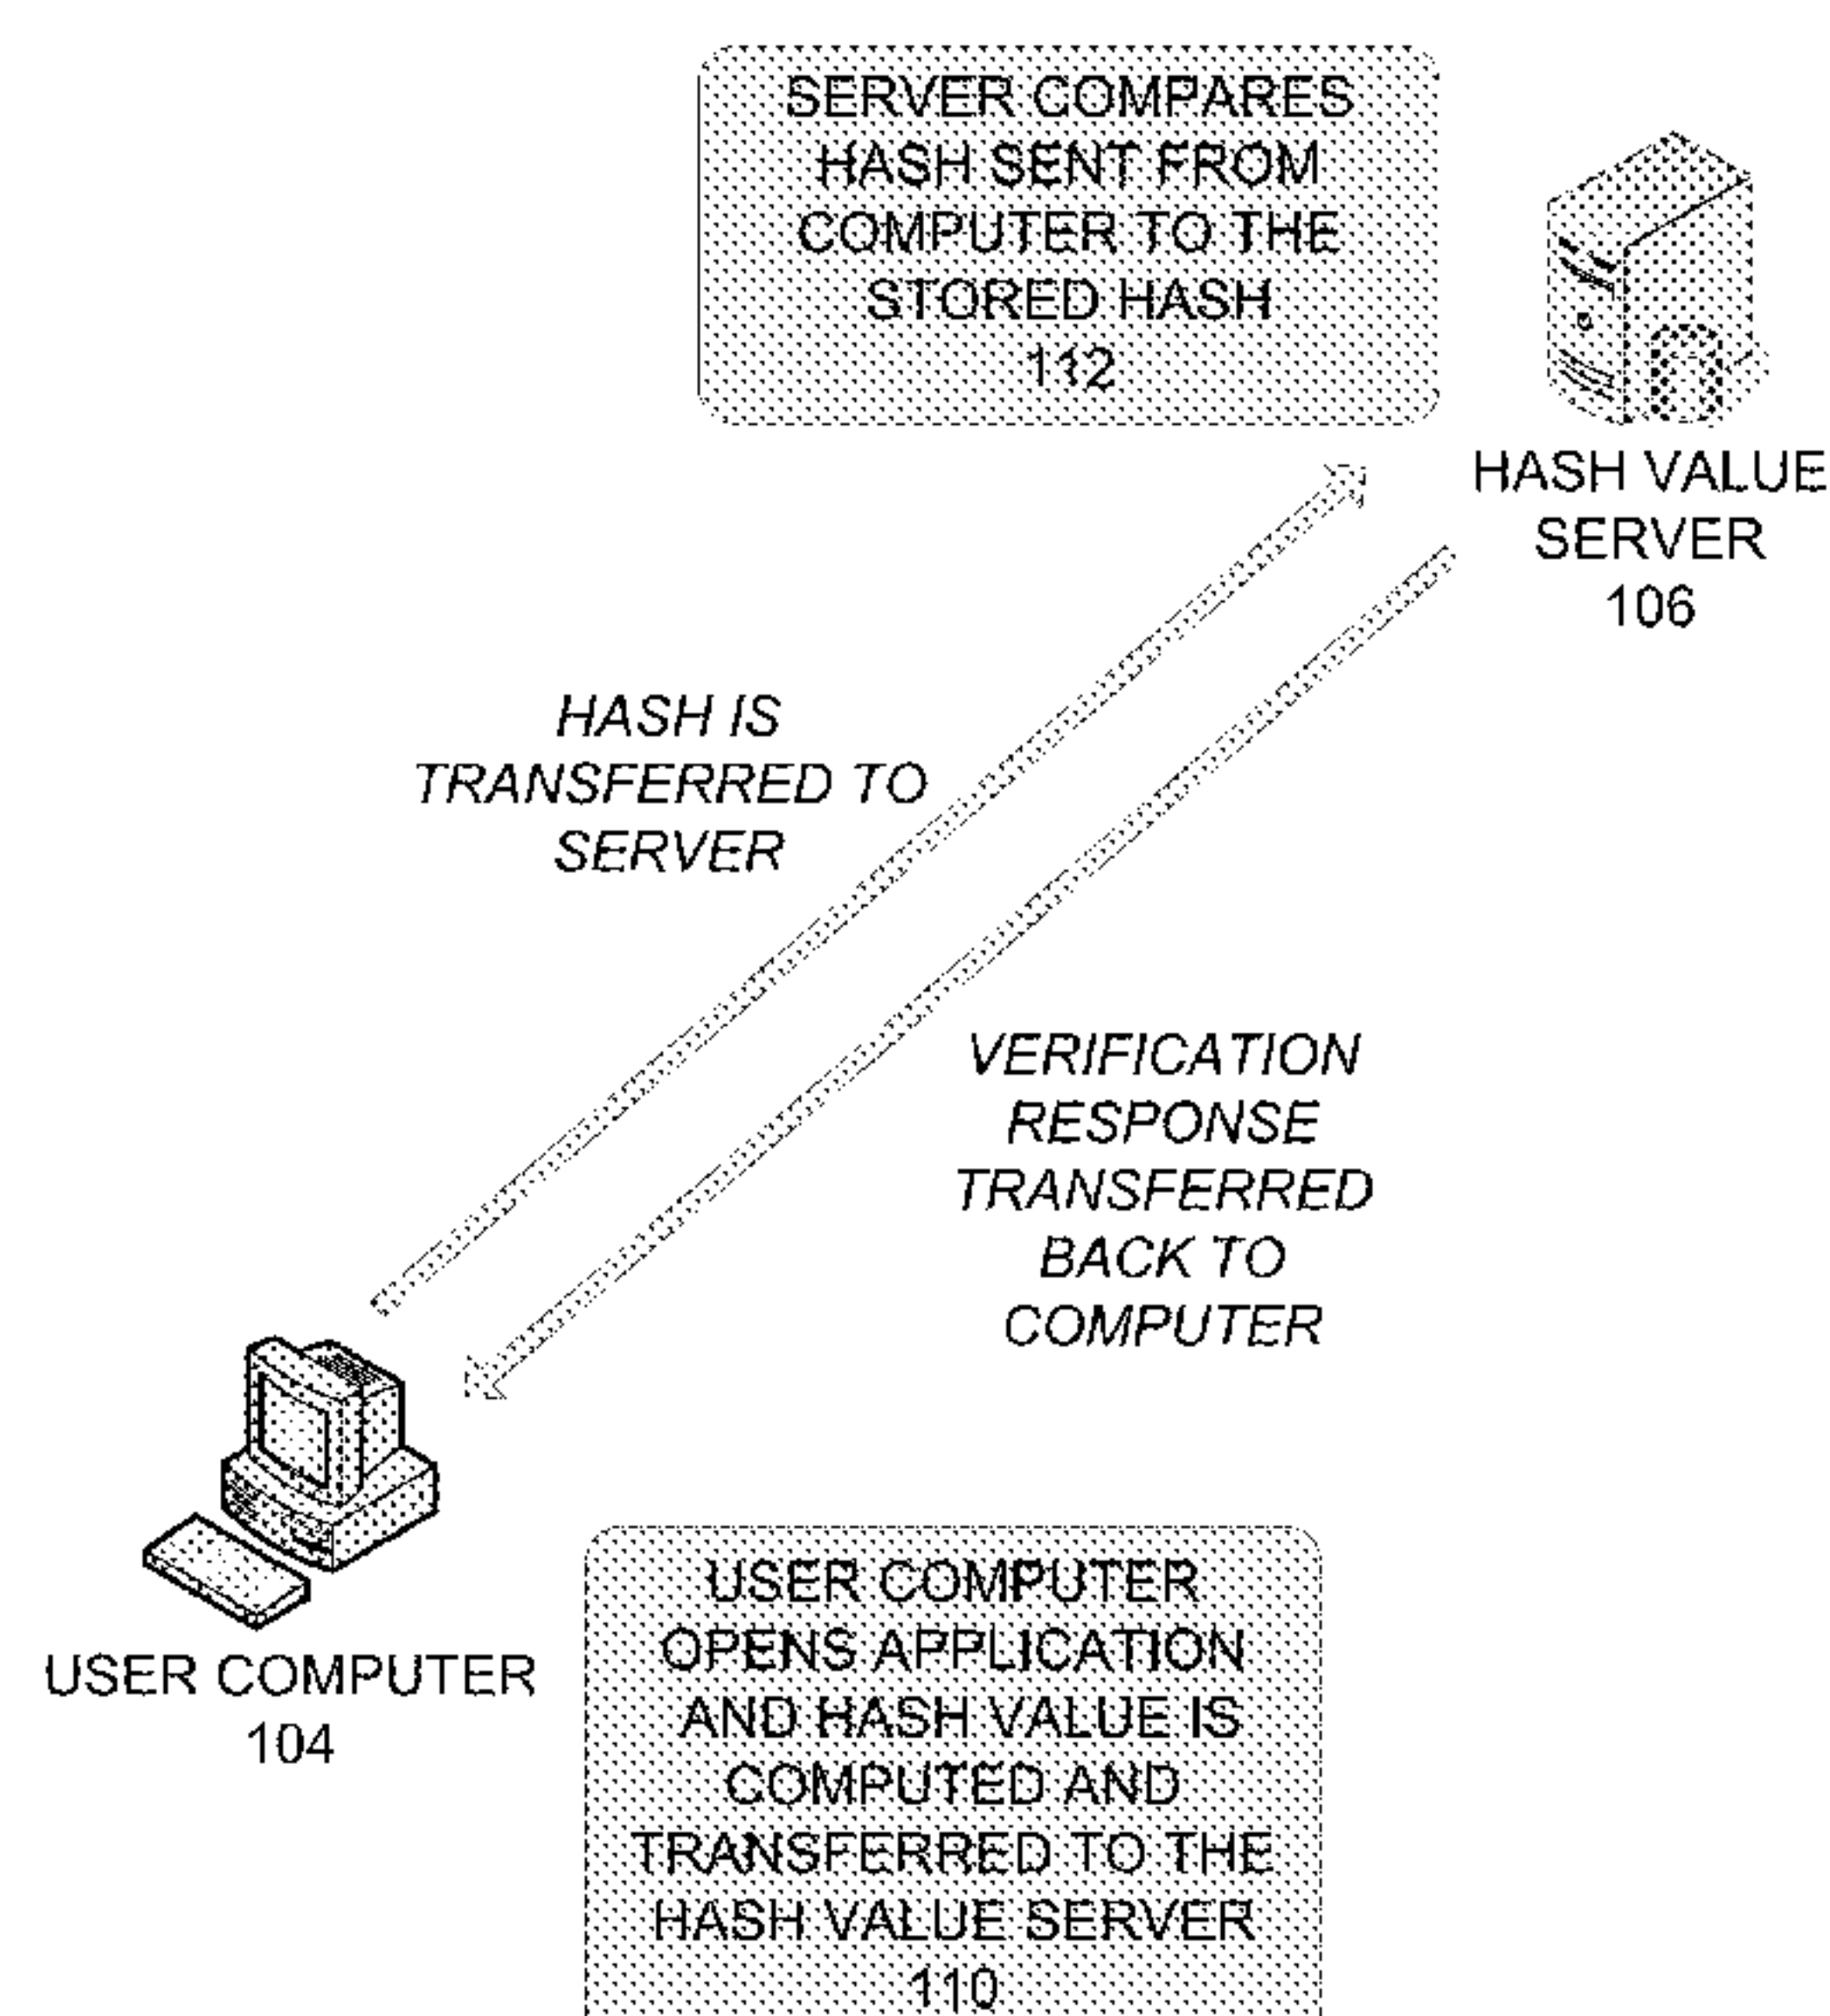 SERVER COMPARES
HASH SENT FROM
COMPUTER TO THE
STORED HASH
112
HASH VALUE
SERVER
106
HASH IS
TRANSFERRED TO
SERVER
VERIFICATION
RESPONSE
TRANSFERRED
BACK TO
COMPUTER
USER COMPUTER
104
USER COMPUTER
OPENS APPLICATION
AND HASH VALUE IS
COMPUTED AND
TRANSFERRED TO THE
HASH VALUE SERVER
110